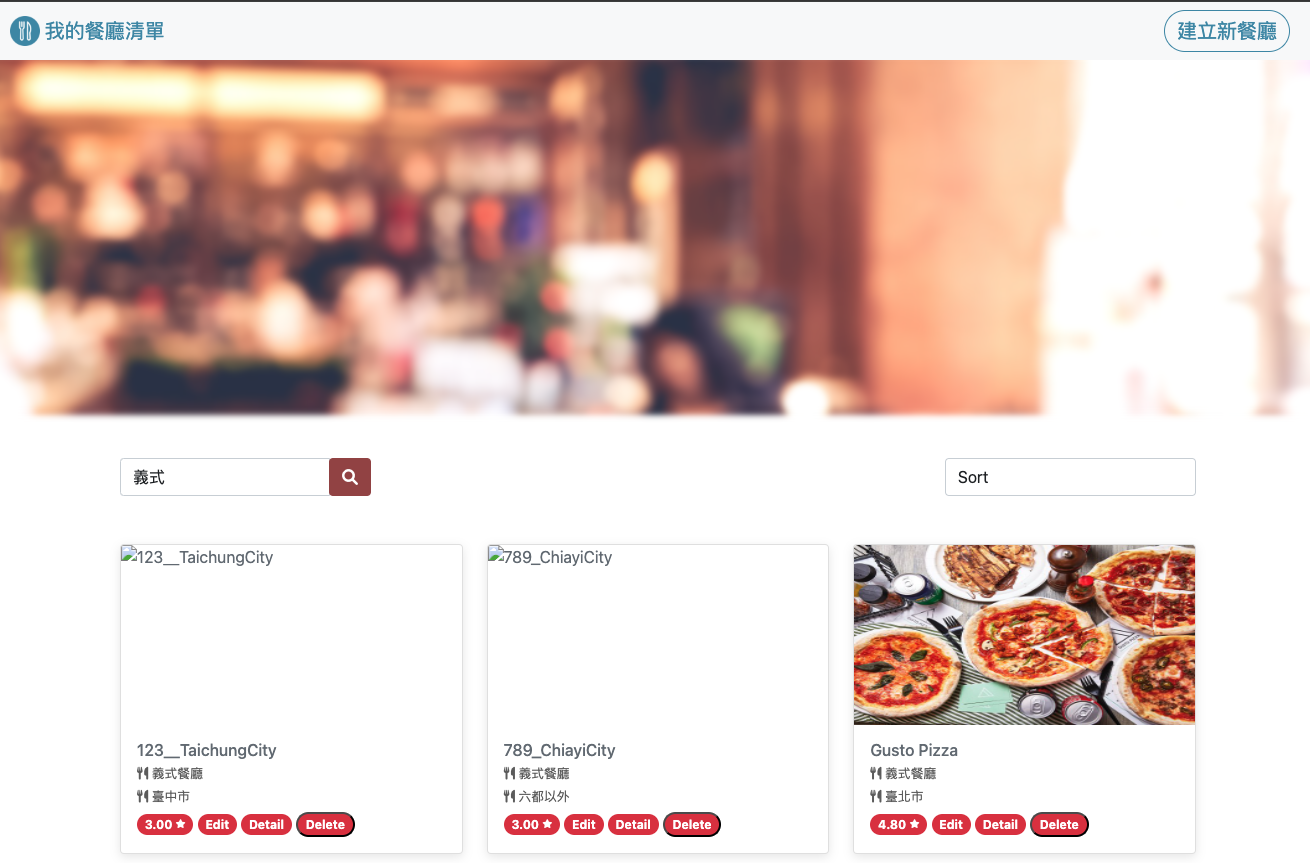 我的餐廳清單
建立新餐廳
義式
Sort
123__TaichungCity
789_ChiayiCity
123__TaichungCity
義式餐廳
臺中市
3.00 Edit Detail Delete
789_ChiayiCity
義式餐廳
六都以外
3.00 Edit Detail Delete
Gusto Pizza
義式餐廳
臺北市
4.80 Edit Detail Delete